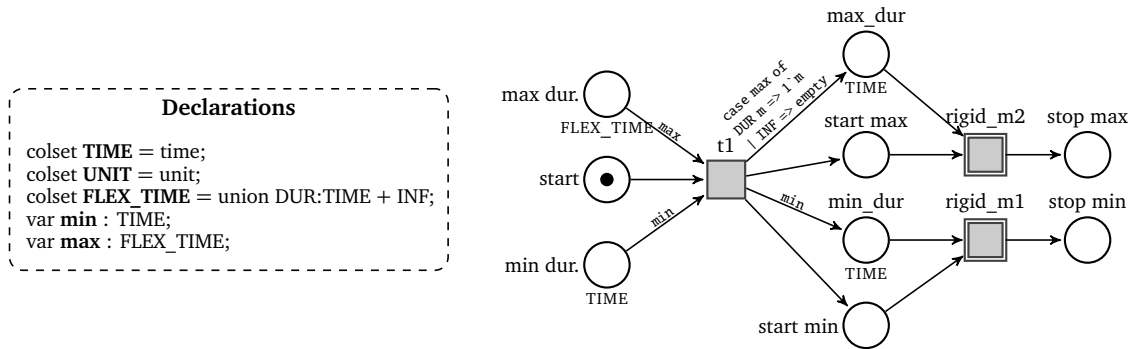 Declarations
colset TIME = time;
colset UNIT = unit;
colset FLEX_TIME = union DUR:TIME + INF;
var min : TIME;
var max : FLEX_TIME;
max dur.
FLEX_TIME
max
start
min dur.
TIME
min
t1
case max of
DUR m => 1`m
| INF => empty
max_dur
TIME
start max
rigid_m2
stop max
min
min_dur
TIME
rigid_m1
stop min
start min